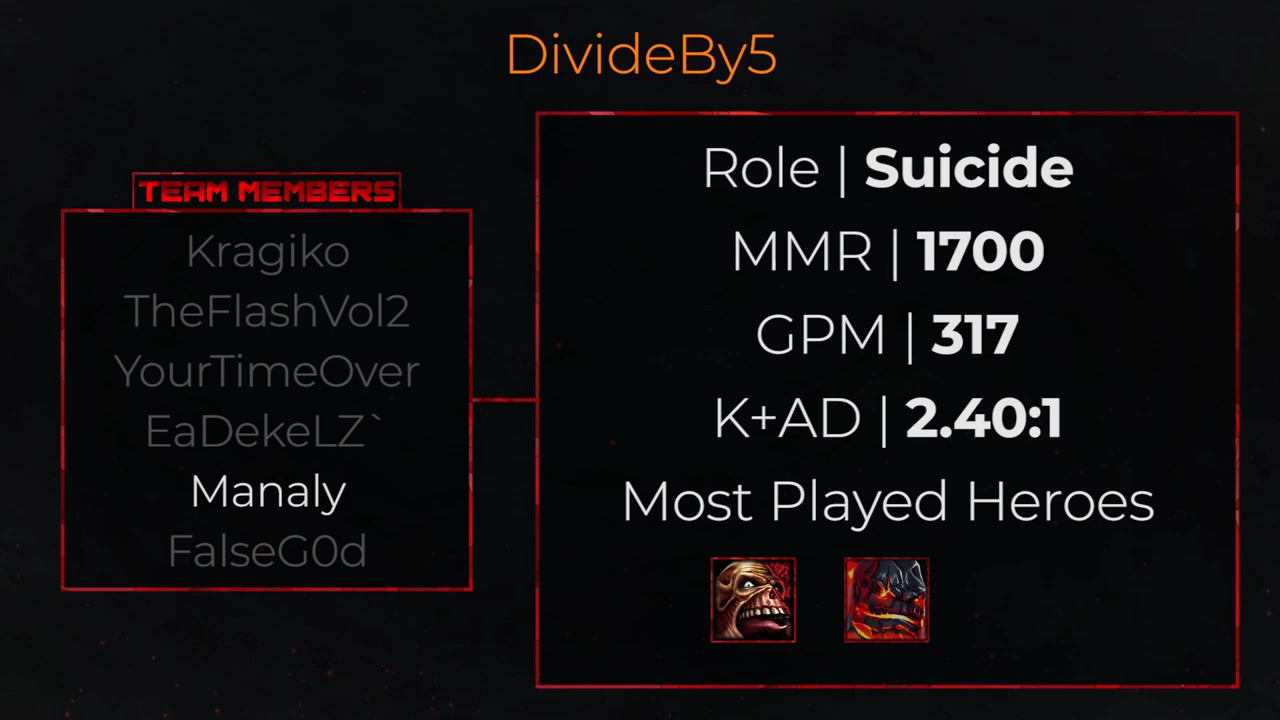 DivideBy5
TEAM MEMBERS
Kragiko
TheFlashVol2
YourTimeOver
EaDekeLZ`
Manaly
FalseG0d
Role | Suicide
MMR | 1700
GPM | 317
K+AD | 2.40:1
Most Played Heroes